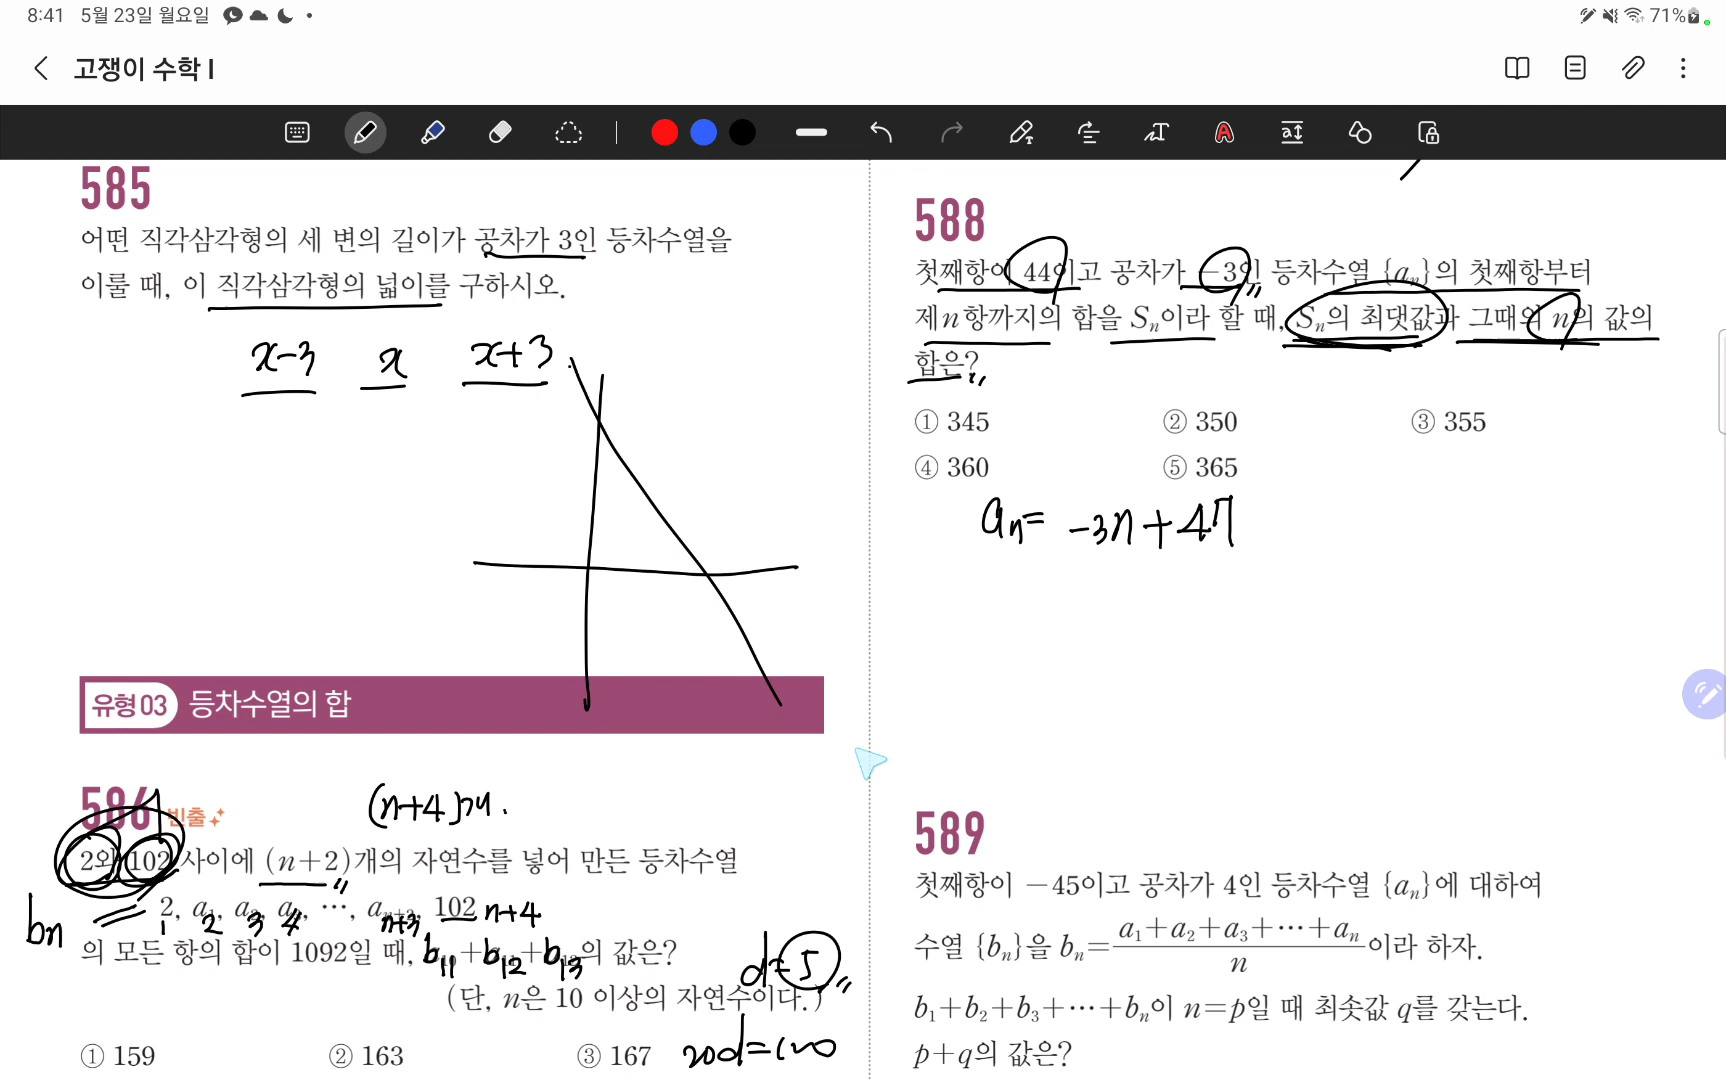 8:41 5월 23일 월요일
71%
고쟁이 수학 I
585
어떤 직각삼각형의 세 변의 길이가 공차가 3인 등차수열을
이룰 때, 이 직각삼각형의 넓이를 구하시오.
x-3 x x+3
유형 03 등차수열의 합
586 빈출
(n+4)개.
2와 102 사이에 (n+2)개의 자연수를 넣어 만든 등차수열
bn
2, a₁, a₂, a₃, ⋯, aₙ₊₂, 102 n+4
1 2 3 4 n+3
의 모든 항의 합이 1092일 때, b11+b12+b13의 값은?
d=5
(단, n은 10 이상의 자연수이다.)
① 159 ② 163 ③ 167
20d=100
588
첫째항이 44이고 공차가 -3인 등차수열 {aₙ}의 첫째항부터
제n항까지의 합을 Sₙ이라 할 때, Sₙ의 최댓값과 그때의 n의 값의
합은?
① 345 ② 350 ③ 355
④ 360 ⑤ 365
an= -3n+47
589
첫째항이 -45이고 공차가 4인 등차수열 {aₙ}에 대하여
수열 {bₙ}을 bₙ= (a₁+a₂+a₃+⋯+aₙ)/n 이라 하자.
b₁+b₂+b₃+⋯+bₙ이 n=p일 때 최솟값 q를 갖는다.
p+q의 값은?